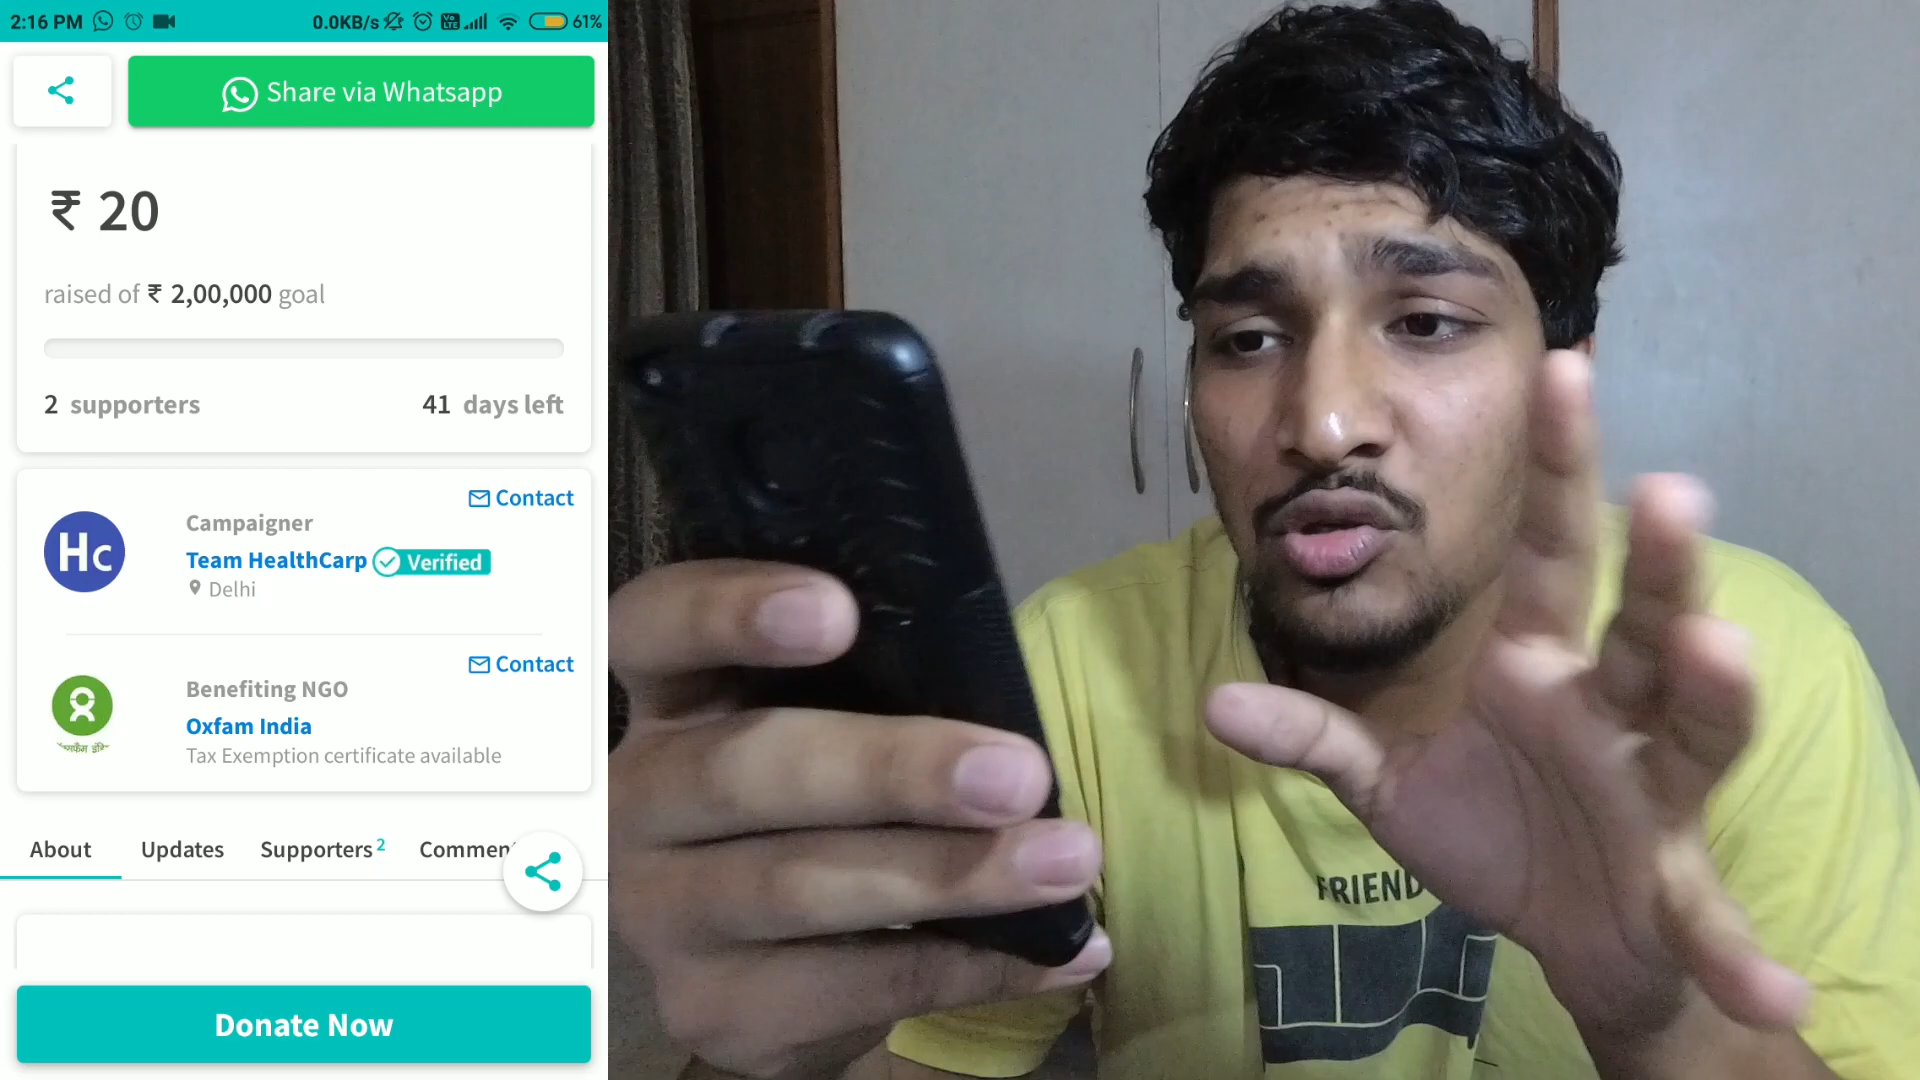 2:16 PM
0.0KB/s
Vo
LTE
61%
Share via Whatsapp
₹ 20
raised of ₹ 2,00,000 goal
2 supporters
41 days left
Contact
Hc
Campaigner
Team HealthCarp
Verified
Delhi
Contact
Benefiting NGO
Oxfam India
Tax Exemption certificate available
About
Updates
Supporters 2
Commen
Donate Now
FRIEND